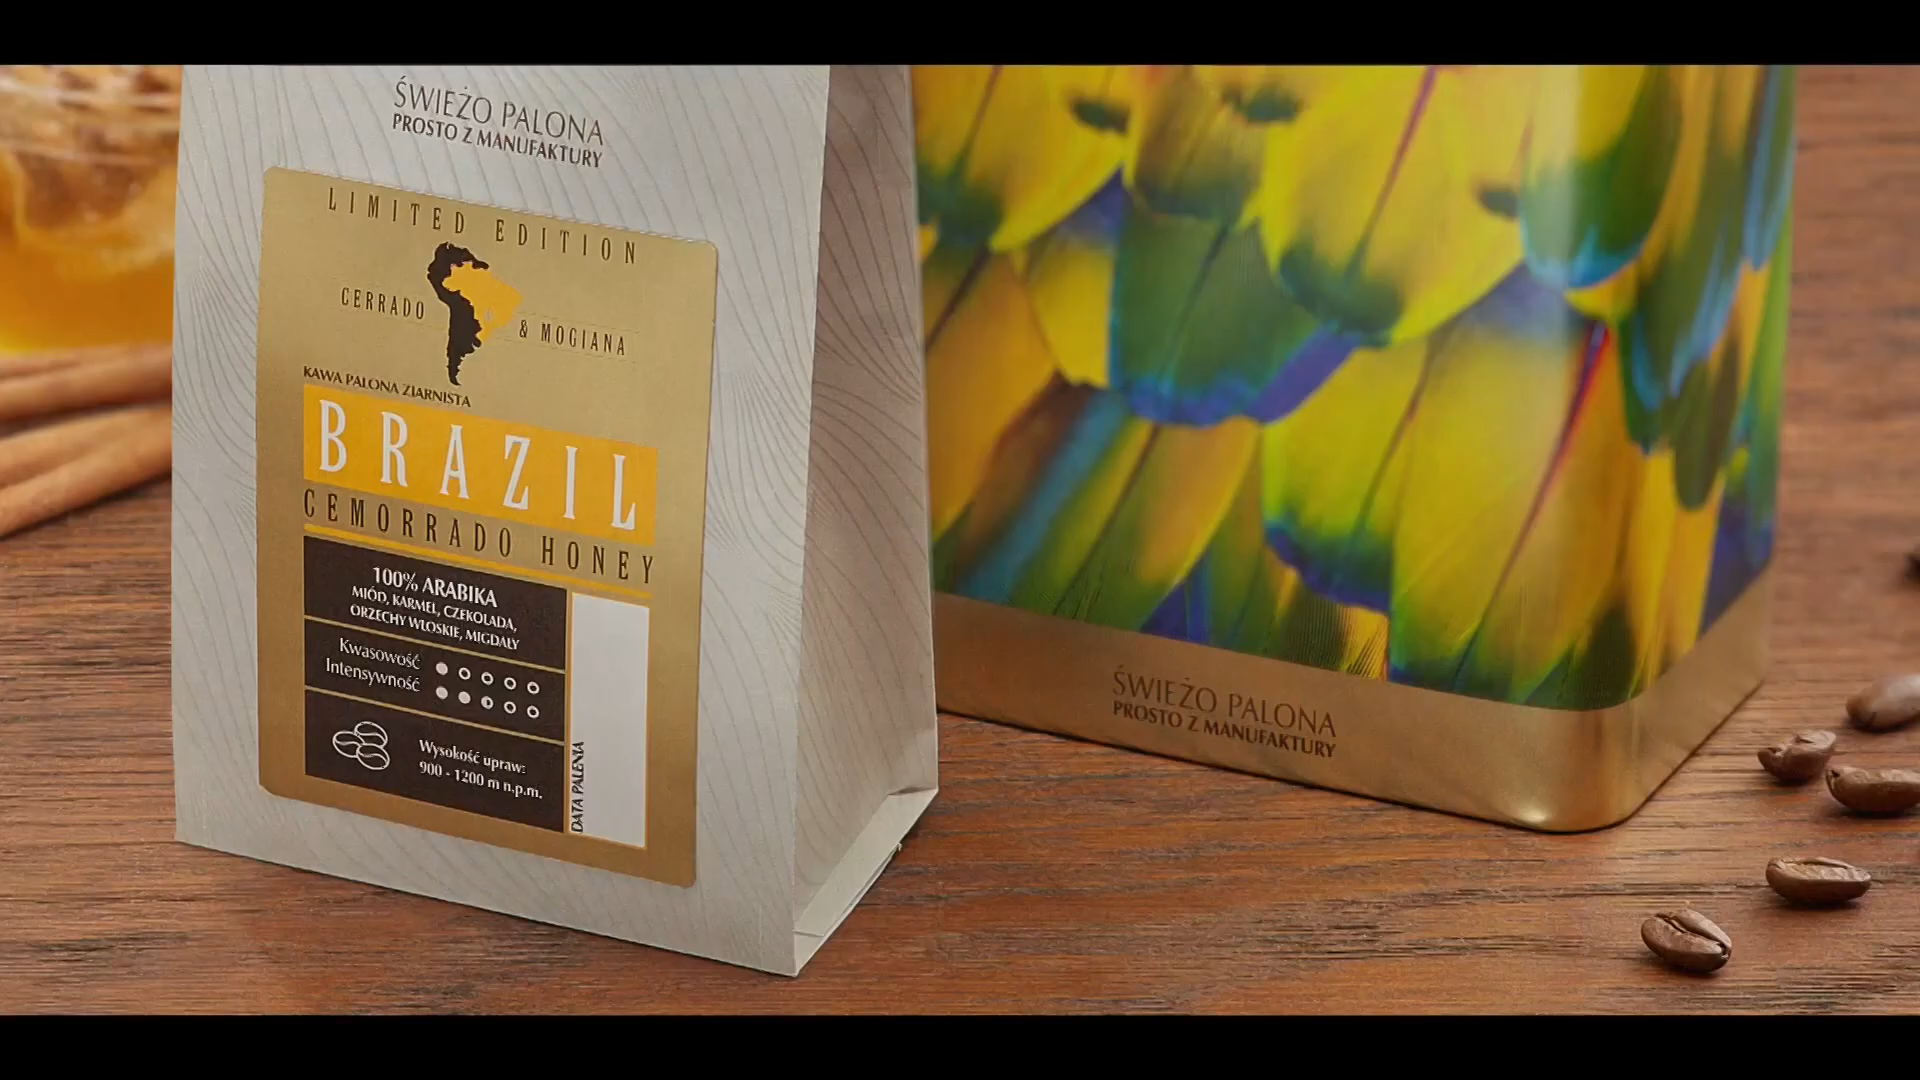 ŚWIEŻO PALONA
PROSTO Z MANUFAKTURY
LIMITED EDITION
CERRADO
& MOGIANA
KAWA PALONA ZIARNISTA
BRAZIL
CEMORRADO HONEY
100% ARABIKA
MIÓD, KARMEL, CZEKOLADA,
ORZECHY WŁOSKIE, MIGDAŁY
Kwasowość
Intensywność
Wysokość upraw:
900 - 1200 m n.p.m.
DATA PALENIA
ŚWIEŻO PALONA
PROSTO Z MANUFAKTURY